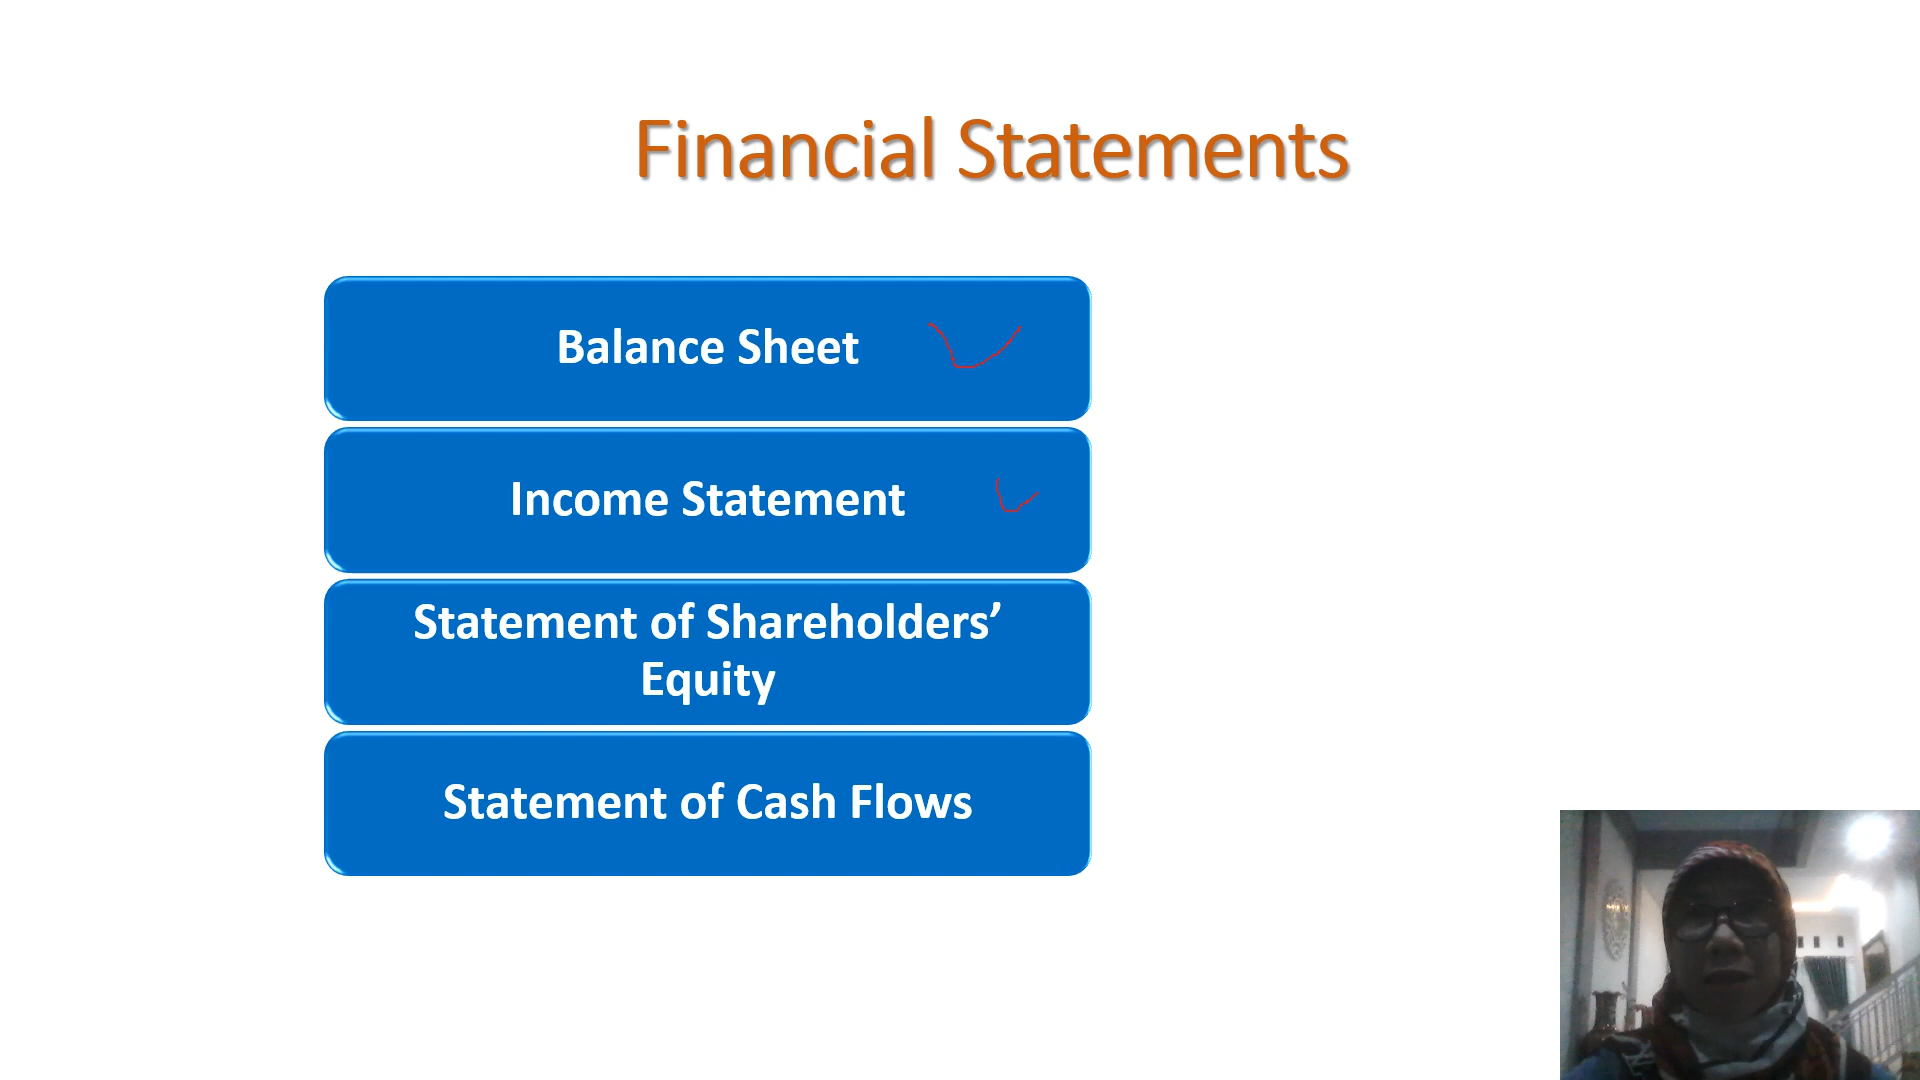 Financial Statements
Balance Sheet
Income Statement
Statement of Shareholders’
Equity
Statement of Cash Flows